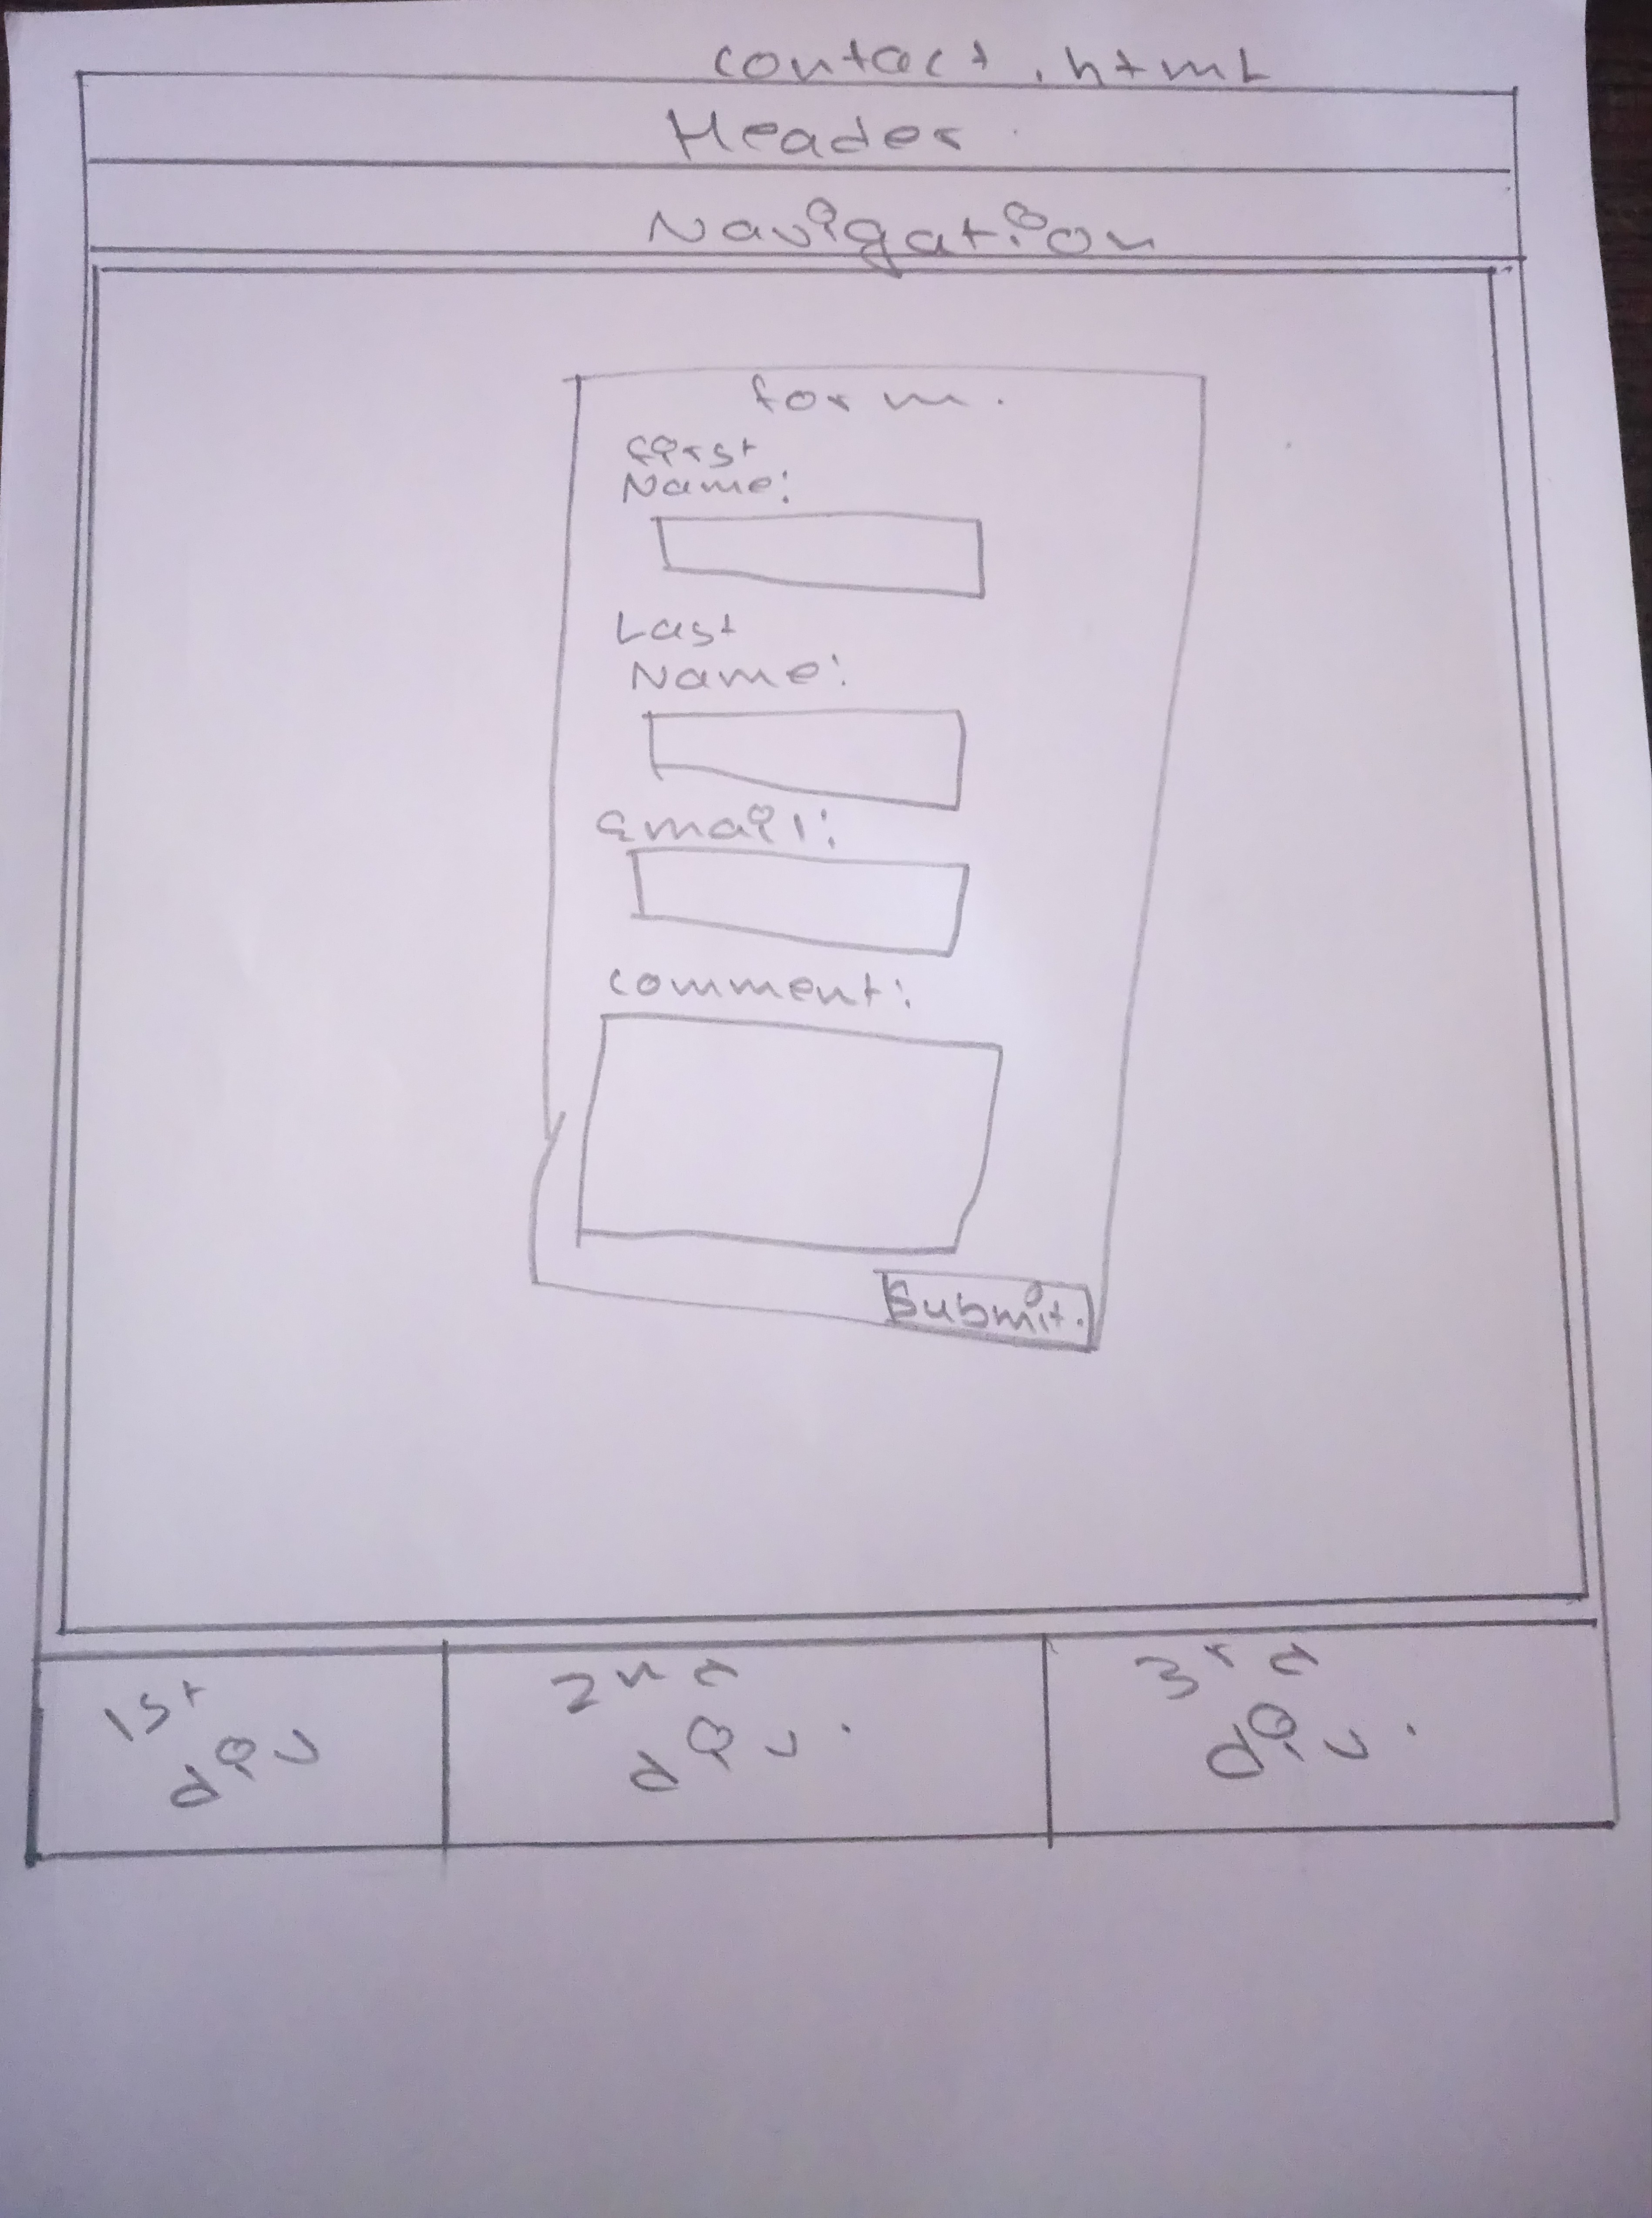 contact.html
Header
Navigation
form.
first
Name:
Last
Name:
Email:
comment:
Submit.
1st
div
2nd
div.
3rd
div.